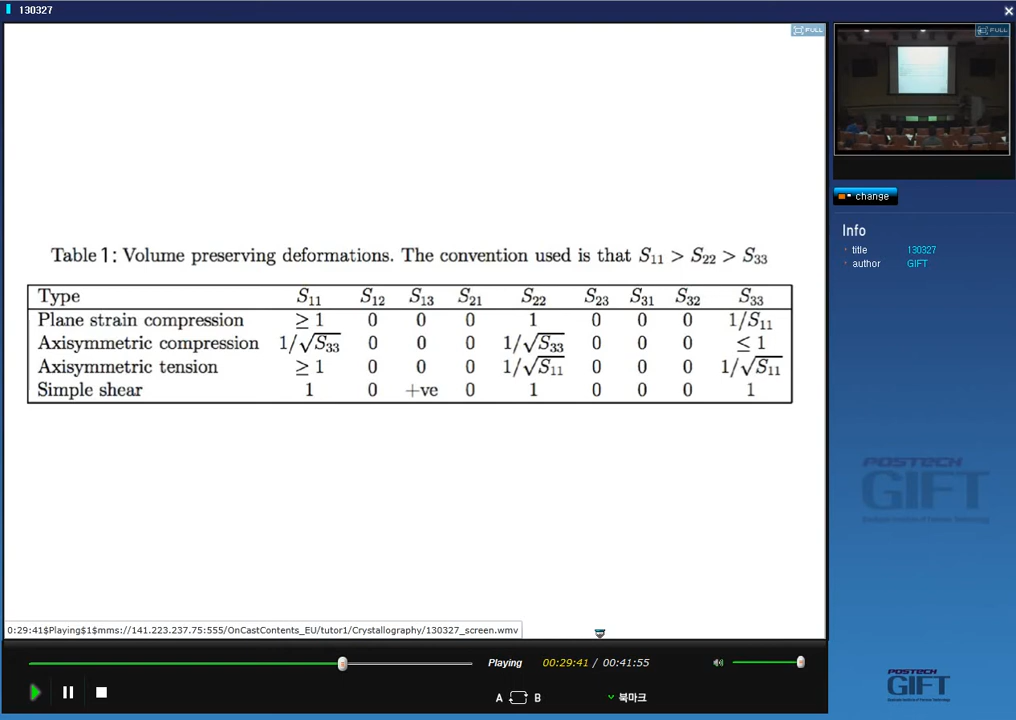 130327
FULL
FULL
change
Info
title 130327
author GIFT
Table 1: Volume preserving deformations. The convention used is that S₁₁ > S₂₂ > S₃₃
Type S₁₁ S₁₂ S₁₃ S₂₁ S₂₂ S₂₃ S₃₁ S₃₂ S₃₃
Plane strain compression ≥ 1 0 0 0 1 0 0 0 1/S₁₁
Axisymmetric compression 1/√S₃₃ 0 0 0 1/√S₃₃ 0 0 0 ≤ 1
Axisymmetric tension ≥ 1 0 0 0 1/√S₁₁ 0 0 0 1/√S₁₁
Simple shear 1 0 +ve 0 1 0 0 0 1
POSTECH
GIFT
0:29:41$Playing$1$mms://141.223.237.75:555/OnCastContents_EU/tutor1/Crystallography/130327_screen.wmv
Playing 00:29:41 / 00:41:55
A B 북마크
POSTECH
GIFT